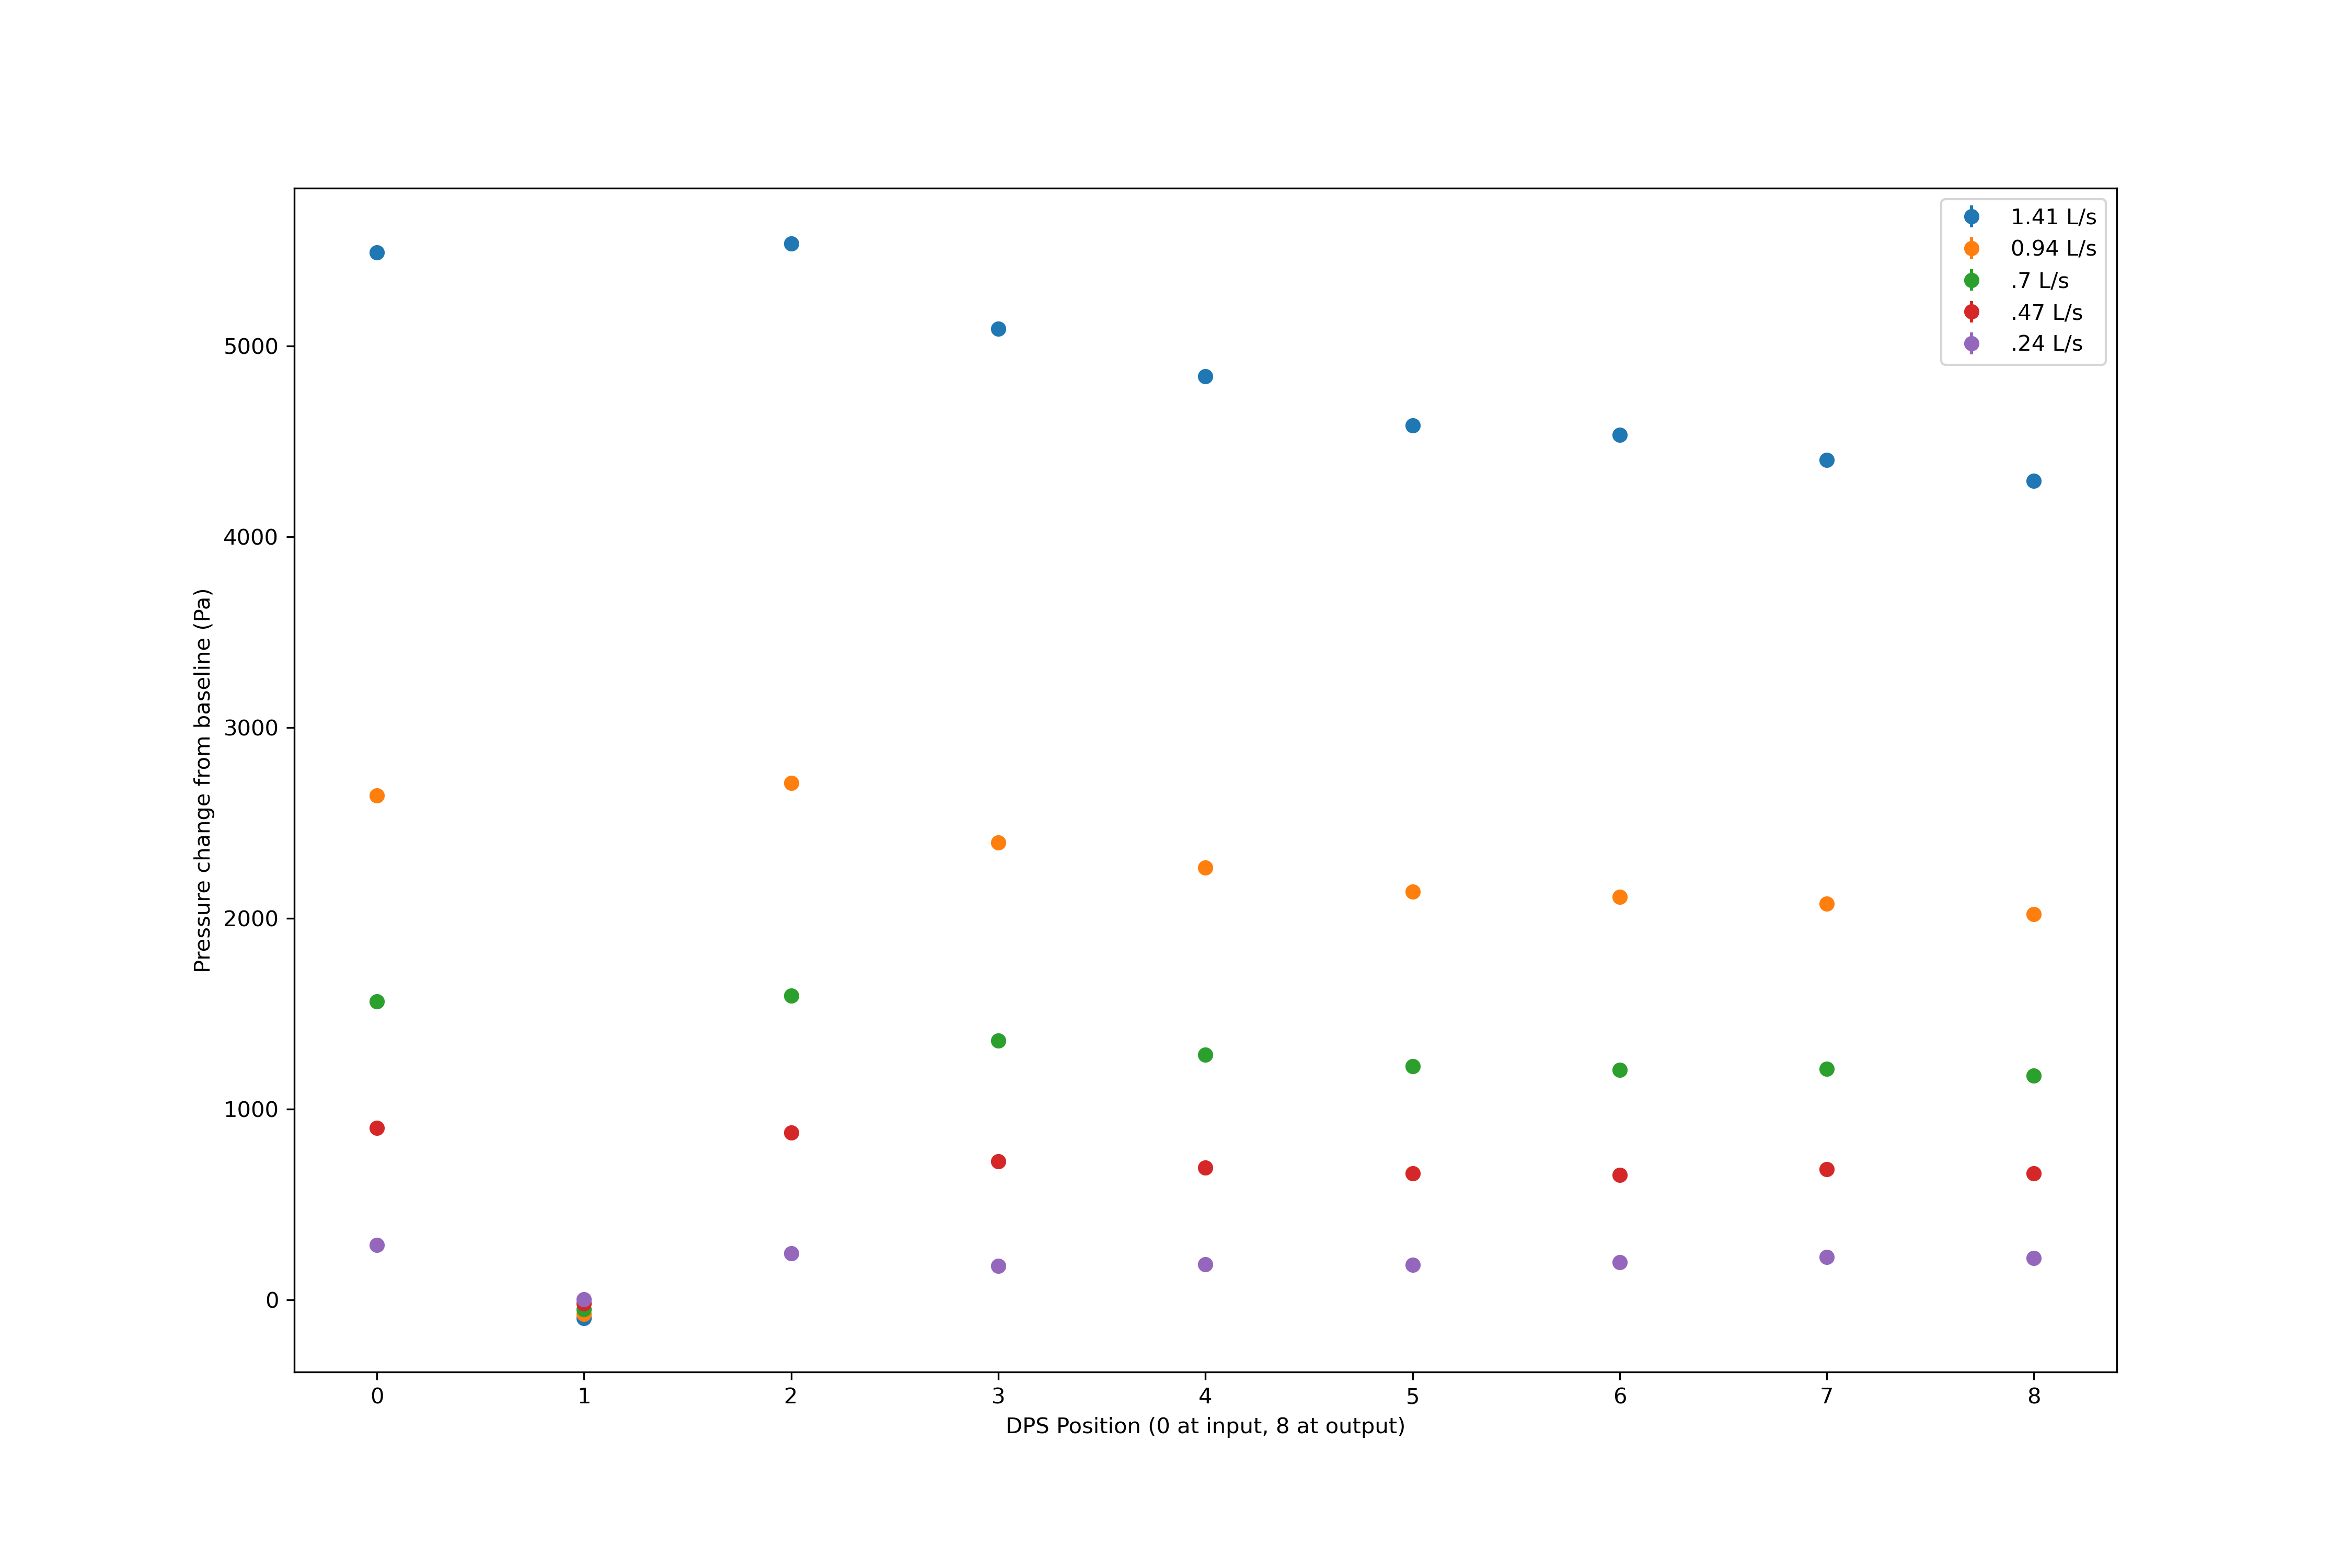 1.41 L/s
0.94 L/s
.7 L/s
.47 L/s
.24 L/s
Pressure change from baseline (Pa)
5000
4000
3000
2000
1000
0
0 1 2 3 4 5 6 7 8
DPS Position (0 at input, 8 at output)